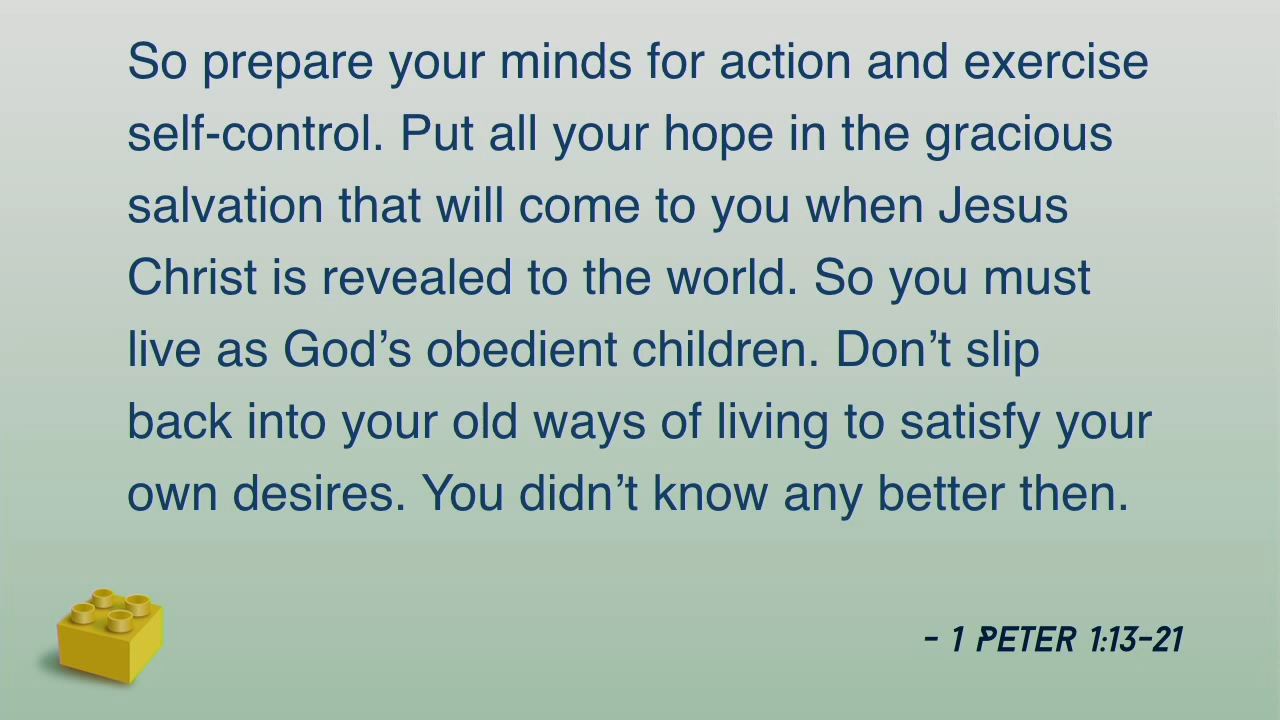 So prepare your minds for action and exercise
self-control. Put all your hope in the gracious
salvation that will come to you when Jesus
Christ is revealed to the world. So you must
live as God’s obedient children. Don’t slip
back into your old ways of living to satisfy your
own desires. You didn’t know any better then.
- 1 PETER 1:13-21